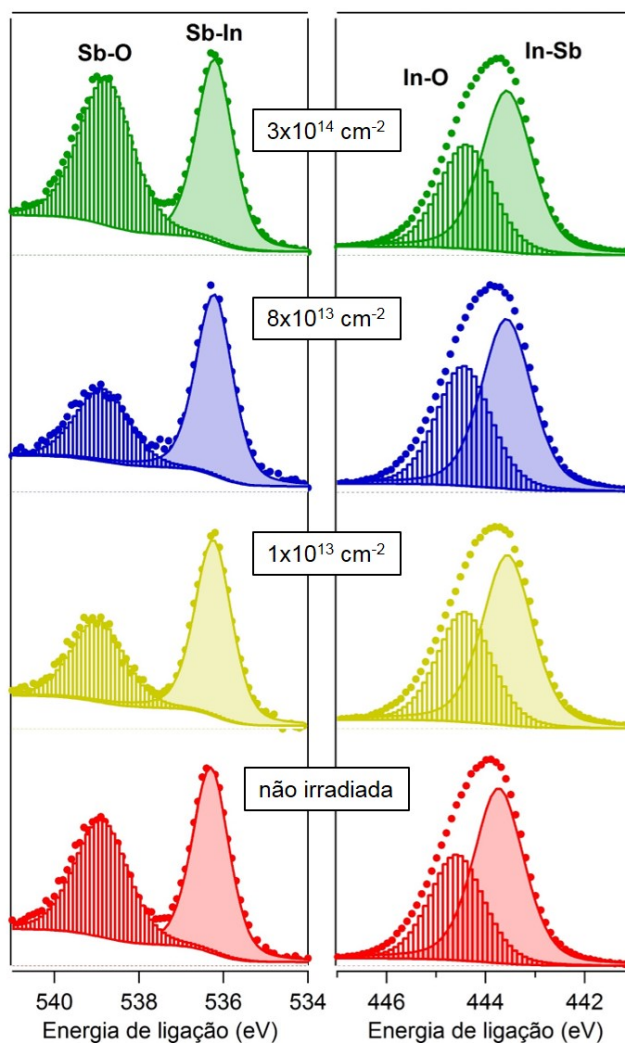 Sb-O
Sb-In
In-O
In-Sb
3x10¹⁴ cm⁻²
8x10¹³ cm⁻²
1x10¹³ cm⁻²
não irradiada
540 538 536 534
446 444 442
Energia de ligação (eV)
Energia de ligação (eV)